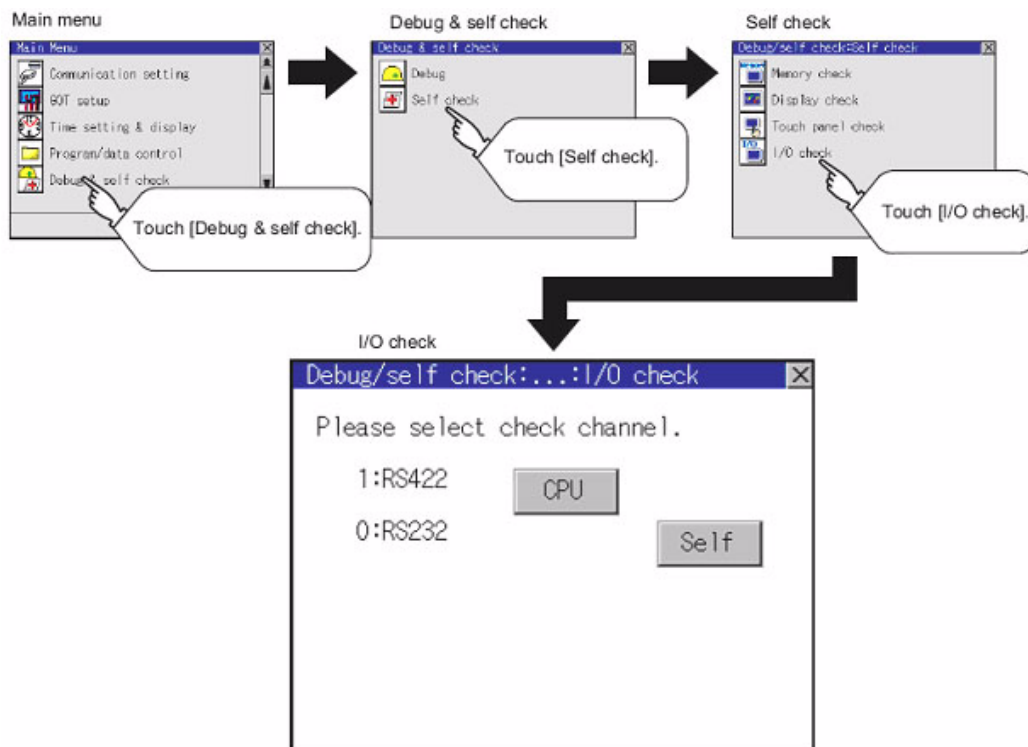 Main menu
Main Menu
Communication setting
GOT setup
Time setting & display
Program/data control
Debug & self check
Touch [Debug & self check].
Debug & self check
Debug & self check
Debug
Self check
Touch [Self check].
Self check
Debug/self check:Self check
Memory check
Display check
Touch panel check
I/O check
Touch [I/O check].
I/O check
Debug/self check:...:I/O check
Please select check channel.
1:RS422 CPU
0:RS232 Self